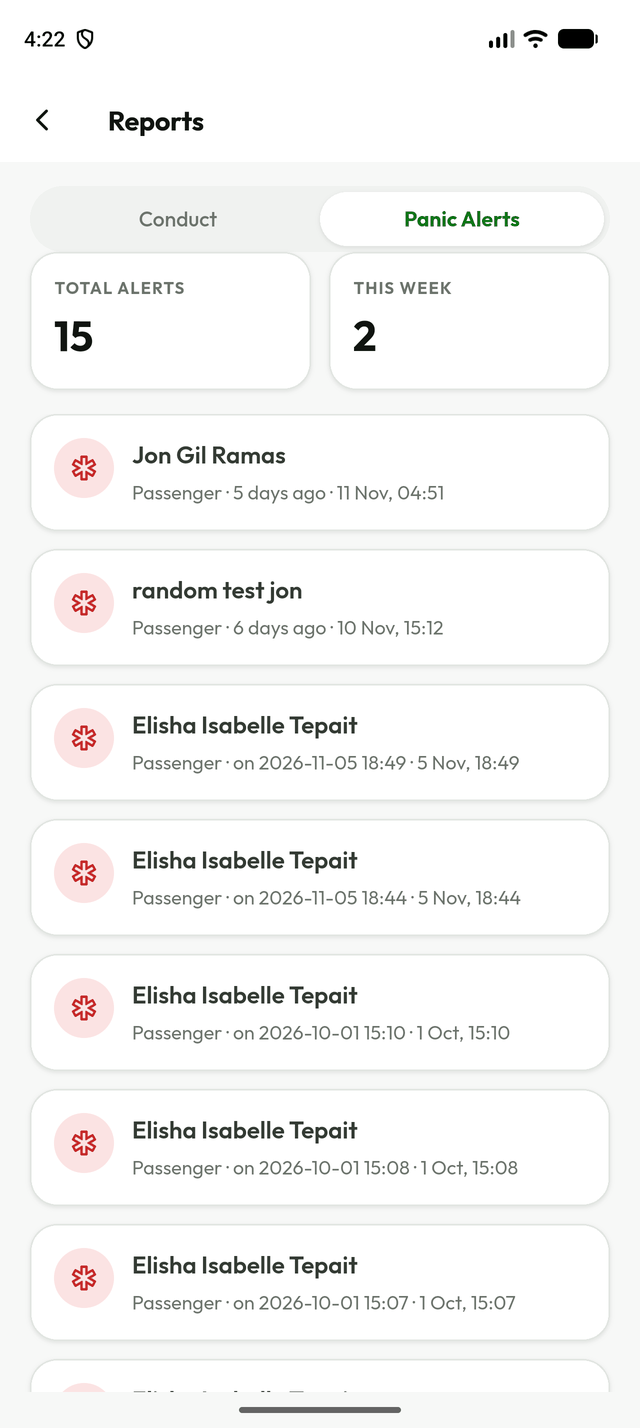 4:22
Reports
Conduct
Panic Alerts
TOTAL ALERTS
15
THIS WEEK
2
Jon Gil Ramas
Passenger · 5 days ago · 11 Nov, 04:51
random test jon
Passenger · 6 days ago · 10 Nov, 15:12
Elisha Isabelle Tepait
Passenger · on 2026-11-05 18:49 · 5 Nov, 18:49
Elisha Isabelle Tepait
Passenger · on 2026-11-05 18:44 · 5 Nov, 18:44
Elisha Isabelle Tepait
Passenger · on 2026-10-01 15:10 · 1 Oct, 15:10
Elisha Isabelle Tepait
Passenger · on 2026-10-01 15:08 · 1 Oct, 15:08
Elisha Isabelle Tepait
Passenger · on 2026-10-01 15:07 · 1 Oct, 15:07